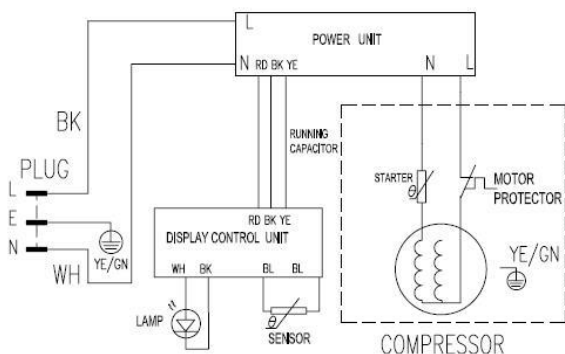 L
POWER UNIT
N RD BK YE N L
BK
RUNNING
CAPACITOR
PLUG
L
E
N
YE/GN
WH
RD BK YE
DISPLAY CONTROL UNIT
WH BK BL BL
LAMP
θ
SENSOR
STARTER
θ
MOTOR
PROTECTOR
YE/GN
COMPRESSOR